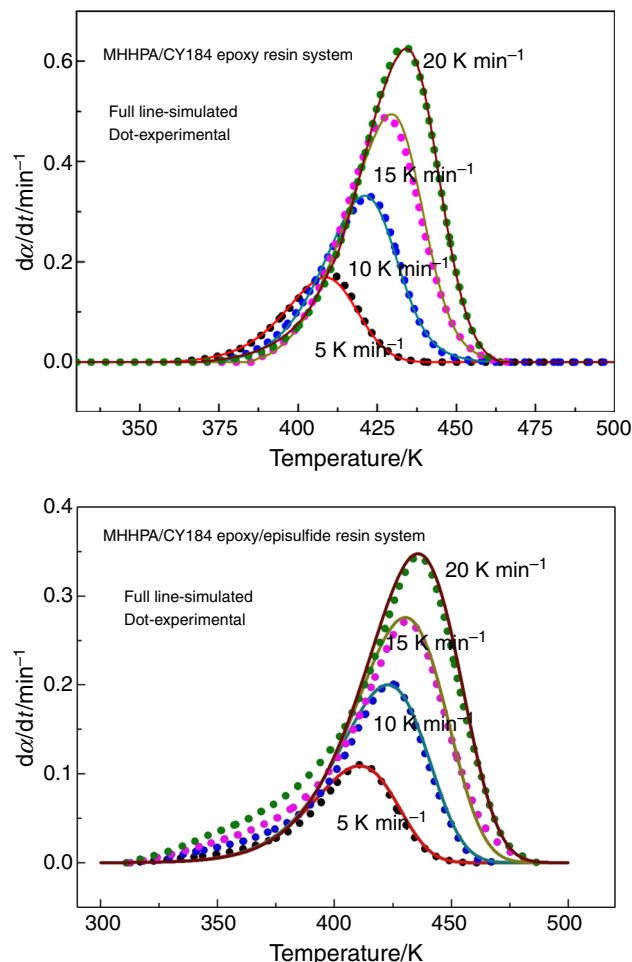 0.6
0.4
0.2
0.0
dα/dt/min⁻¹
MHHPA/CY184 epoxy resin system
Full line-simulated
Dot-experimental
20 K min⁻¹
15 K min⁻¹
10 K min⁻¹
5 K min⁻¹
350 375 400 425 450 475 500
Temperature/K
0.4
0.3
0.2
0.1
0.0
dα/dt/min⁻¹
MHHPA/CY184 epoxy/episulfide resin system
Full line-simulated
Dot-experimental
20 K min⁻¹
15 K min⁻¹
10 K min⁻¹
5 K min⁻¹
300 350 400 450 500
Temperature/K